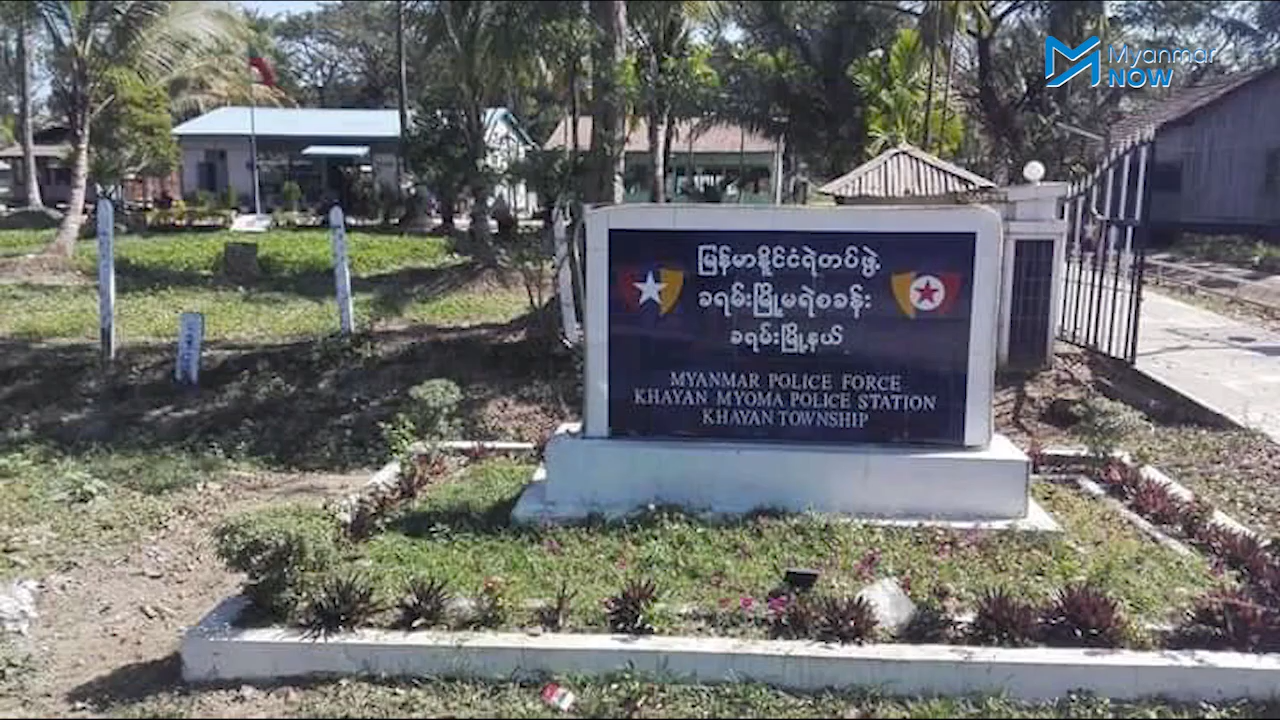 Myanmar
NOW
မြန်မာနိုင်ငံရဲတပ်ဖွဲ့
ခရမ်းမြို့မရဲစခန်း
ခရမ်းမြို့နယ်
MYANMAR POLICE FORCE
KHAYAN MYOMA POLICE STATION
KHAYAN TOWNSHIP